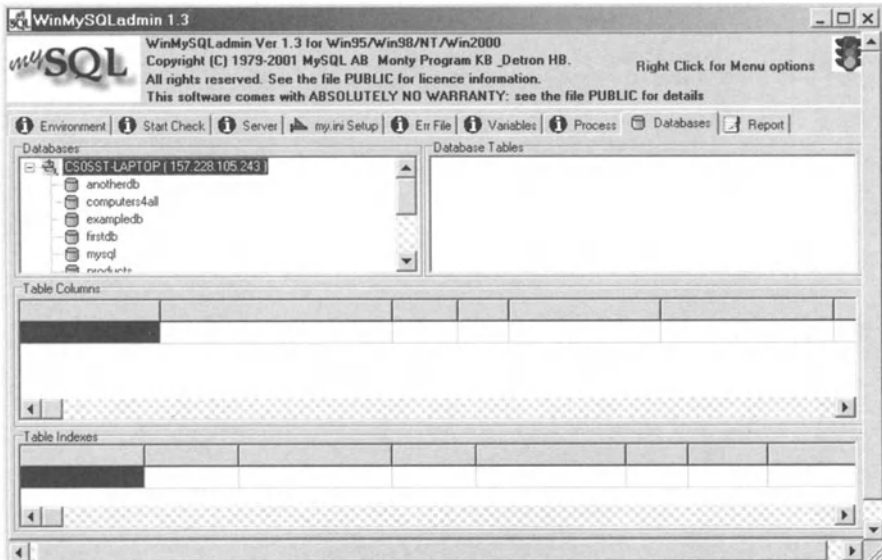 WinMySQLadmin 1.3
mySQL
WinMySQLadmin Ver 1.3 for Win95/Win98/NT/Win2000
Copyright (C) 1979-2001 MySQL AB Monty Program KB _Detron HB.
All rights reserved. See the file PUBLIC for licence information.
This software comes with ABSOLUTELY NO WARRANTY: see the file PUBLIC for details
Right Click for Menu options
Environment Start Check Server my.ini Setup Err File Variables Process Databases Report
Databases
CS0SST-LAPTOP ( 157.228.105.243 )
anotherdb
computers4all
exampledb
firstdb
mysql
products
Database Tables
Table Columns
Table Indexes